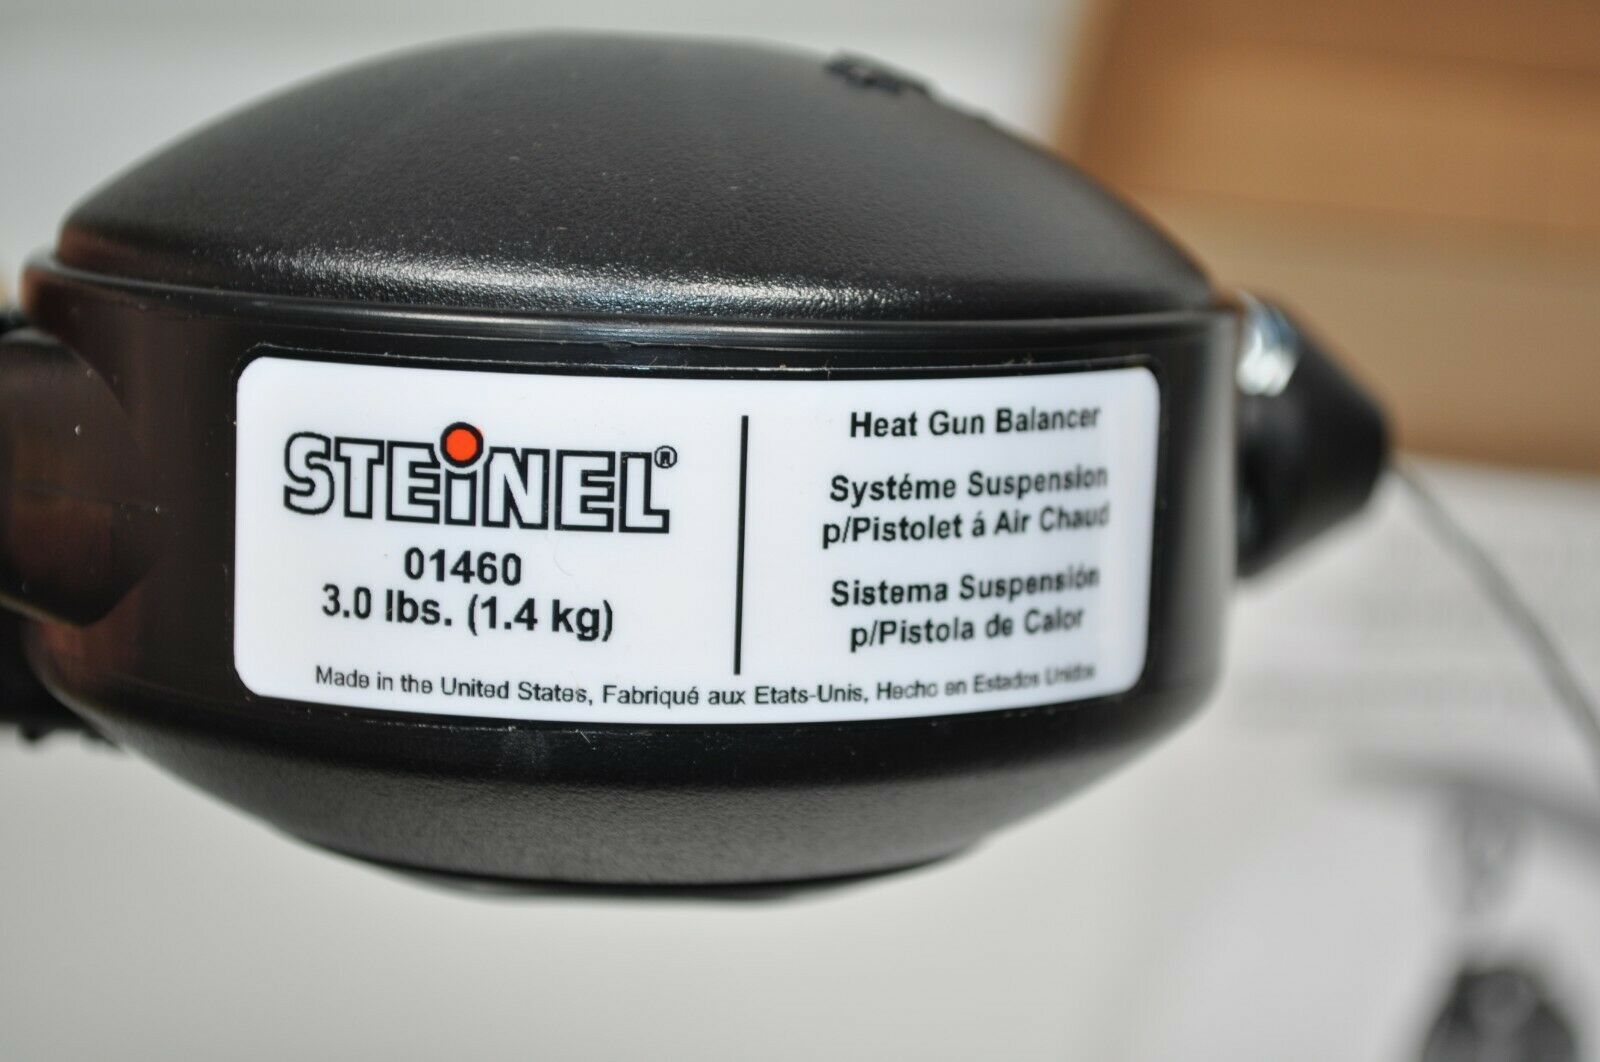 STEiNEL®
01460
3.0 lbs. (1.4 kg)
Heat Gun Balancer
Systéme Suspension
p/Pistolet á Air Chaud
Sistema Suspensión
p/Pistola de Calor
Made in the United States, Fabriqué aux Etats-Unis, Hecho en Estados Unidos